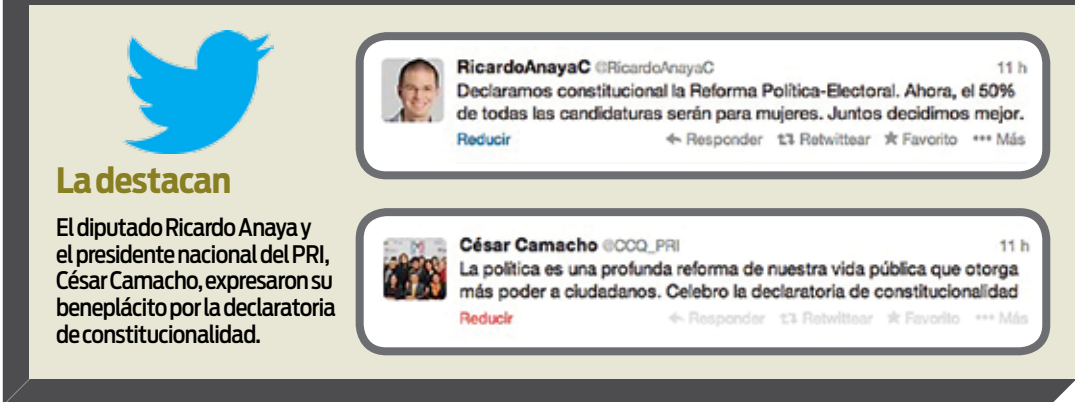 La destacan
El diputado Ricardo Anaya y
el presidente nacional del PRI,
César Camacho, expresaron su
beneplácito por la declaratoria
de constitucionalidad.
RicardoAnayaC @RicardoAnayaC 11 h
Declaramos constitucional la Reforma Política-Electoral. Ahora, el 50%
de todas las candidaturas serán para mujeres. Juntos decidimos mejor.
Reducir Responder Retwittear Favorito Más
César Camacho @CCQ_PRI 11 h
La política es una profunda reforma de nuestra vida pública que otorga
más poder a ciudadanos. Celebro la declaratoria de constitucionalidad
Reducir Responder Retwittear Favorito Más